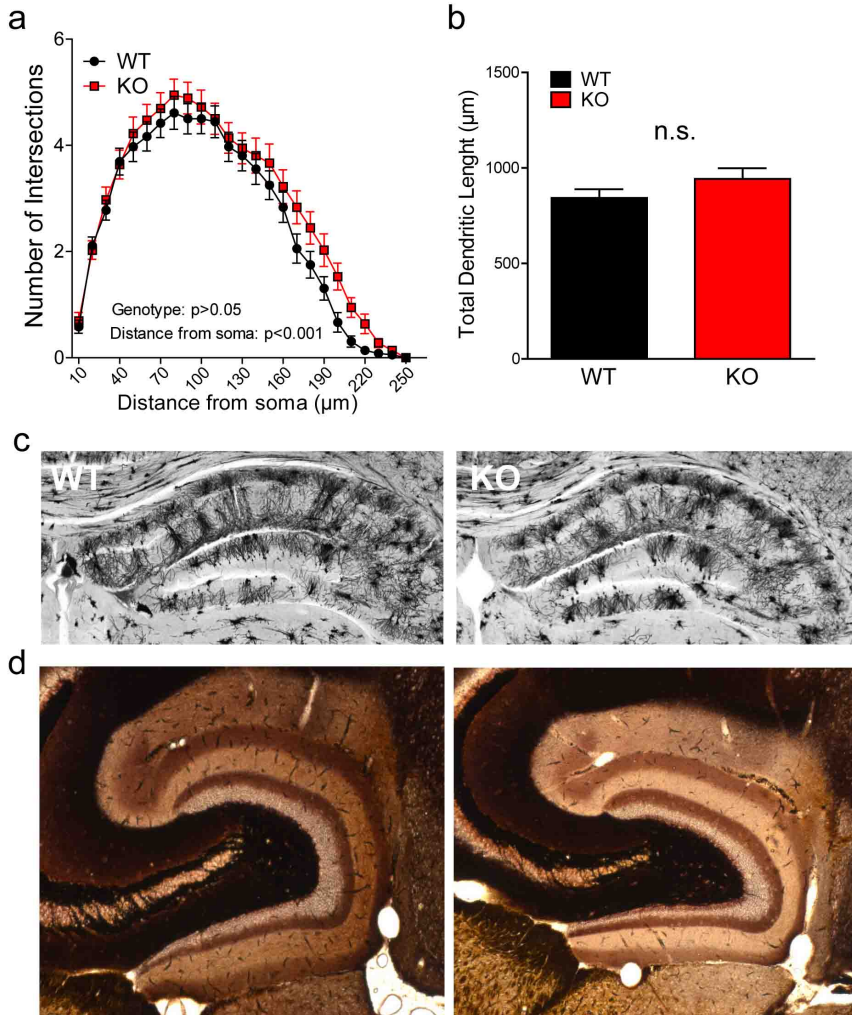 a
6
4
2
0
Number of Intersections
WT
KO
Genotype: p>0.05
Distance from soma: p<0.001
10 40 70 100 130 160 190 220 250
Distance from soma (µm)
b
1500
1000
500
0
Total Dendritic Lenght (µm)
WT
KO
n.s.
WT KO
c
WT
KO
d